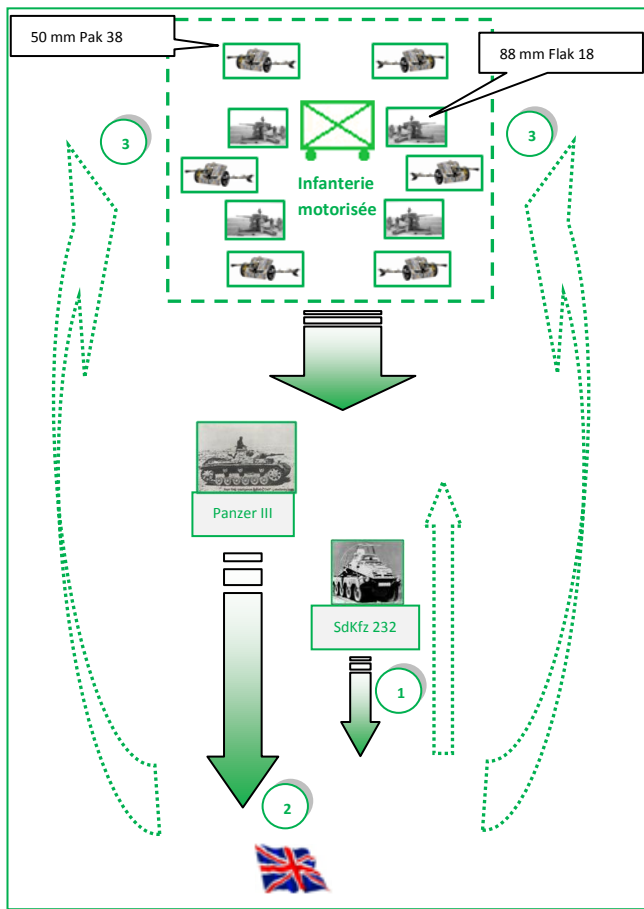 50 mm Pak 38
88 mm Flak 18
3
3
Infanterie
motorisée
Panzer III
SdKfz 232
1
2